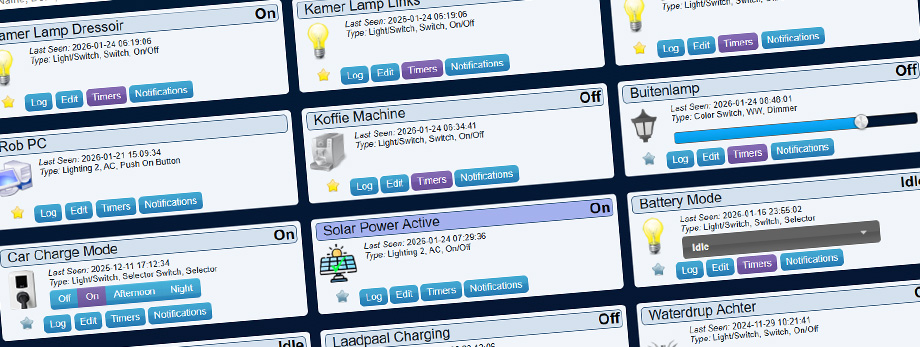 Kamer Lamp Dressoir On
Last Seen: 2026-01-24 06:19:06
Type: Light/Switch, Switch, On/Off
Log Edit Timers Notifications
Kamer Lamp Links
Last Seen: 2026-01-24 06:19:06
Type: Light/Switch, Switch, On/Off
Log Edit Timers Notifications
Type: Light/Switch, Switch, On/Off
Log Edit Timers Notifications
Rob PC
Last Seen: 2026-01-21 15:09:34
Type: Lighting 2, AC, Push On Button
Log Edit Timers Notifications
Koffie Machine Off
Last Seen: 2026-01-24 06:34:41
Type: Light/Switch, Switch, On/Off
Log Edit Timers Notifications
Buitenlamp Off
Last Seen: 2026-01-24 08:48:01
Type: Color Switch, WW, Dimmer
Log Edit Timers Notifications
Car Charge Mode On
Last Seen: 2025-12-11 17:12:34
Type: Light/Switch, Selector Switch, Selector
Off On Afternoon Night
Log Edit Timers Notifications
Solar Power Active On
Last Seen: 2026-01-24 07:29:36
Type: Lighting 2, AC, On/Off
Log Edit Timers Notifications
Battery Mode Idle
Last Seen: 2026-01-16 23:55:02
Type: Light/Switch, Switch, Selector
Idle
Log Edit Timers Notifications
Idle
Laadpaal Charging Off
Waterdrup Achter
Last Seen: 2024-11-29 10:21:41
Type: Light/Switch, Switch, On/Off